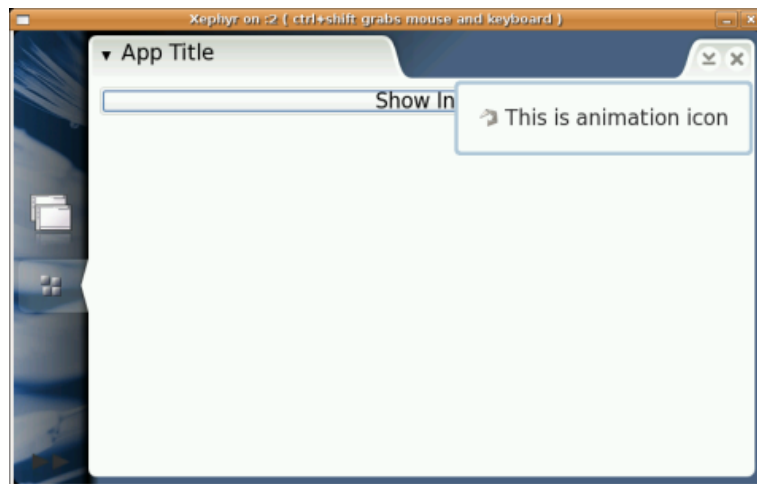 Xephyr on :2 ( ctrl+shift grabs mouse and keyboard )
App Title
Show In
This is animation icon